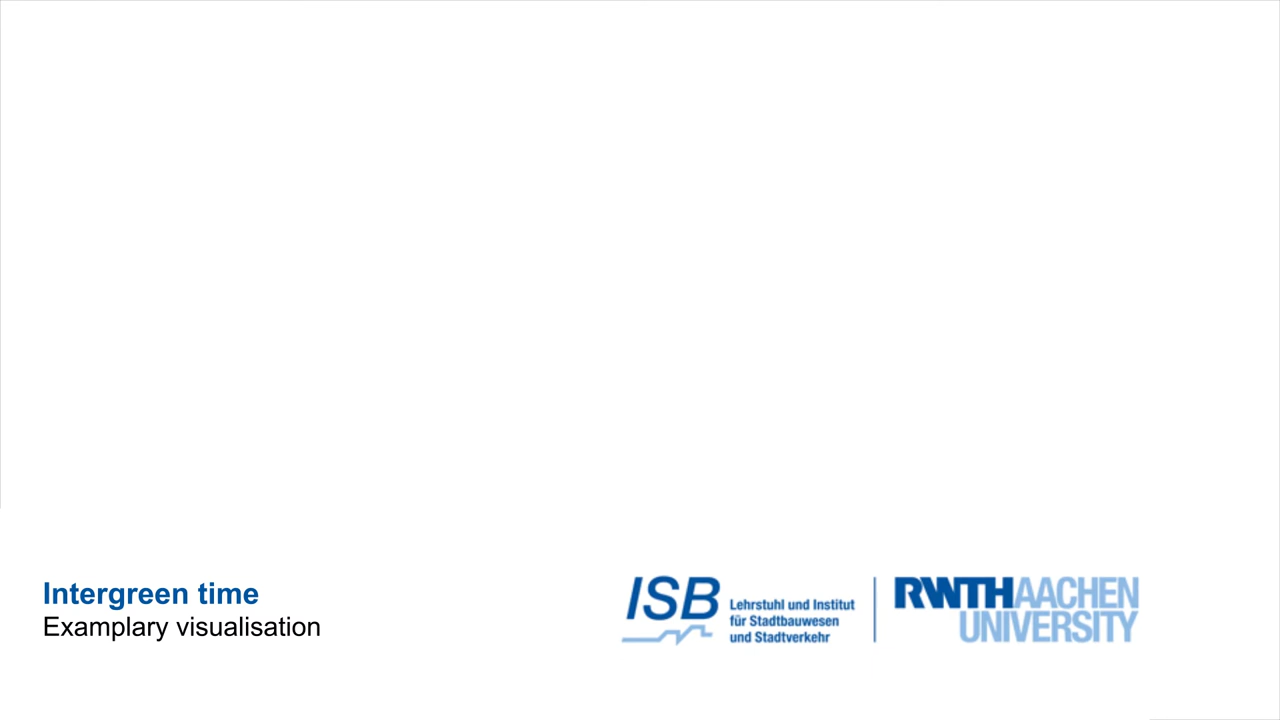 Intergreen time
Examplary visualisation
ISB
Lehrstuhl und Institut
für Stadtbauwesen
und Stadtverkehr
RWTHAACHEN
UNIVERSITY